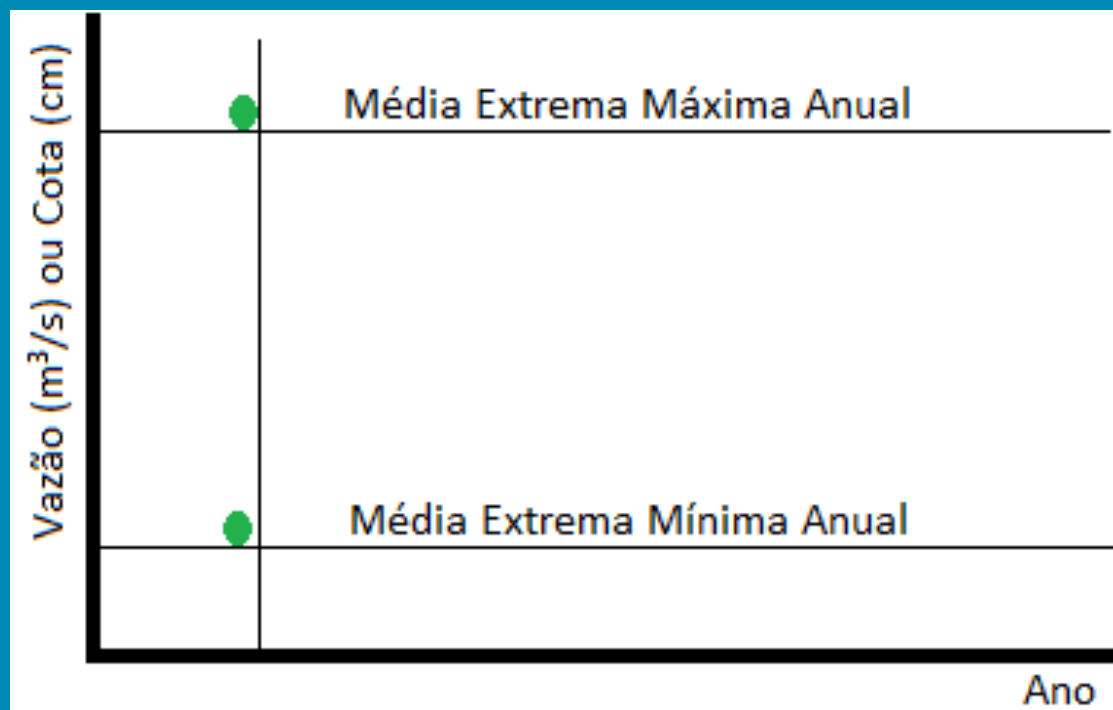 Vazão (m³/s) ou Cota (cm)
Média Extrema Máxima Anual
Média Extrema Mínima Anual
Ano